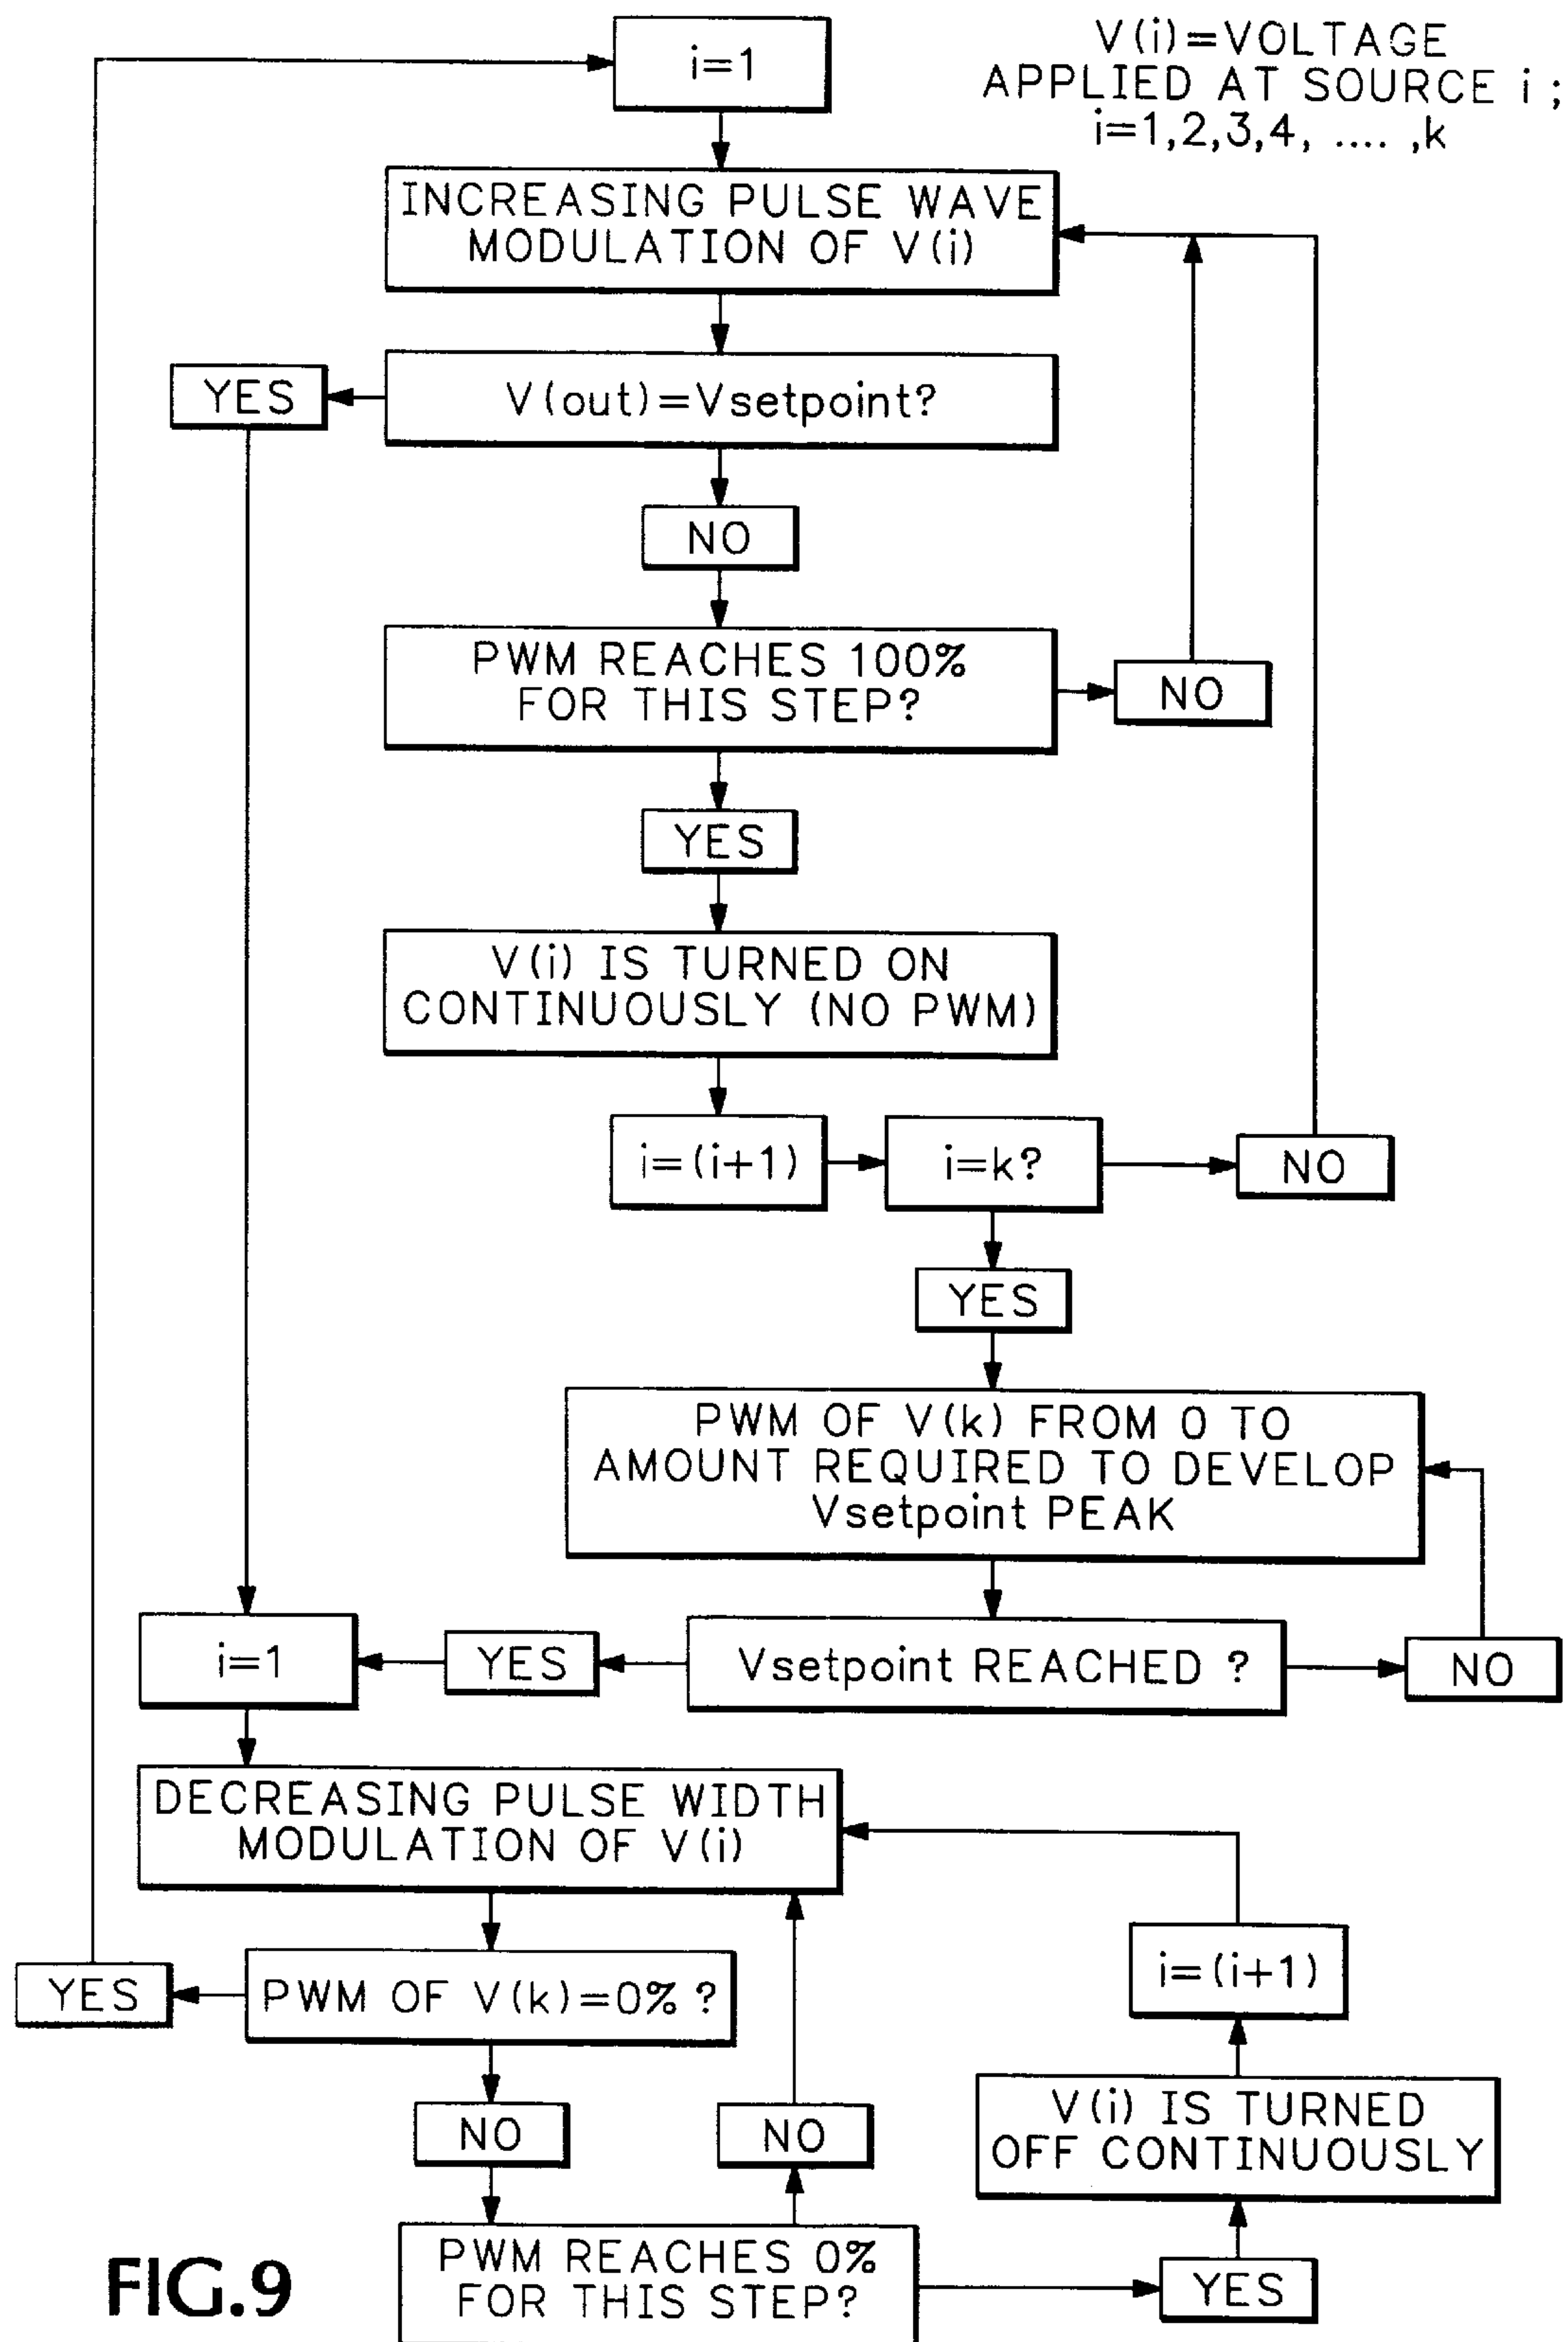 i=1
V(i)=VOLTAGE
APPLIED AT SOURCE i ;
i=1,2,3,4, .... ,k
INCREASING PULSE WAVE
MODULATION OF V(i)
YES
V(out)=Vsetpoint?
NO
PWM REACHES 100%
FOR THIS STEP?
NO
YES
V(i) IS TURNED ON
CONTINUOUSLY (NO PWM)
i=(i+1)
i=k?
NO
YES
PWM OF V(k) FROM 0 TO
AMOUNT REQUIRED TO DEVELOP
Vsetpoint PEAK
i=1
YES
Vsetpoint REACHED ?
NO
DECREASING PULSE WIDTH
MODULATION OF V(i)
YES
PWM OF V(k)=0% ?
i=(i+1)
NO
NO
V(i) IS TURNED
OFF CONTINUOUSLY
PWM REACHES 0%
FOR THIS STEP?
YES
FIG.9